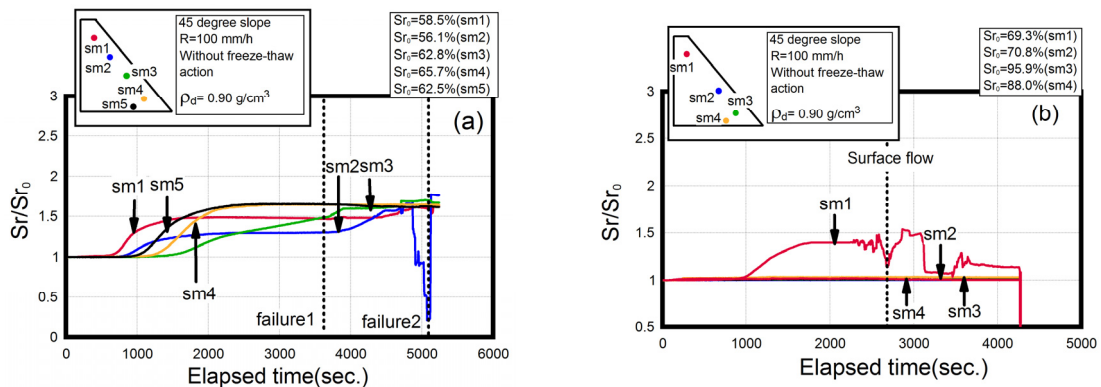 45 degree slope
R=100 mm/h
Without freeze-thaw
action
ρd= 0.90 g/cm³
sm1
sm2
sm3
sm4
sm5
Sr₀=58.5%(sm1)
Sr₀=56.1%(sm2)
Sr₀=62.8%(sm3)
Sr₀=65.7%(sm4)
Sr₀=62.5%(sm5)
(a)
3
2.5
2
1.5
1
0.5
0
Sr/Sr₀
sm1
sm5
sm2
sm3
sm4
failure1
failure2
0 1000 2000 3000 4000 5000 6000
Elapsed time(sec.)
45 degree slope
R=100 mm/h
Without freeze-thaw
action
ρd= 0.90 g/cm³
sm1
sm2
sm3
sm4
Sr₀=69.3%(sm1)
Sr₀=70.8%(sm2)
Sr₀=95.9%(sm3)
Sr₀=88.0%(sm4)
(b)
3
2.5
2
1.5
1
0.5
Sr/Sr₀
Surface flow
sm1
sm2
sm4
sm3
0 1000 2000 3000 4000 5000
Elapsed time(sec.)